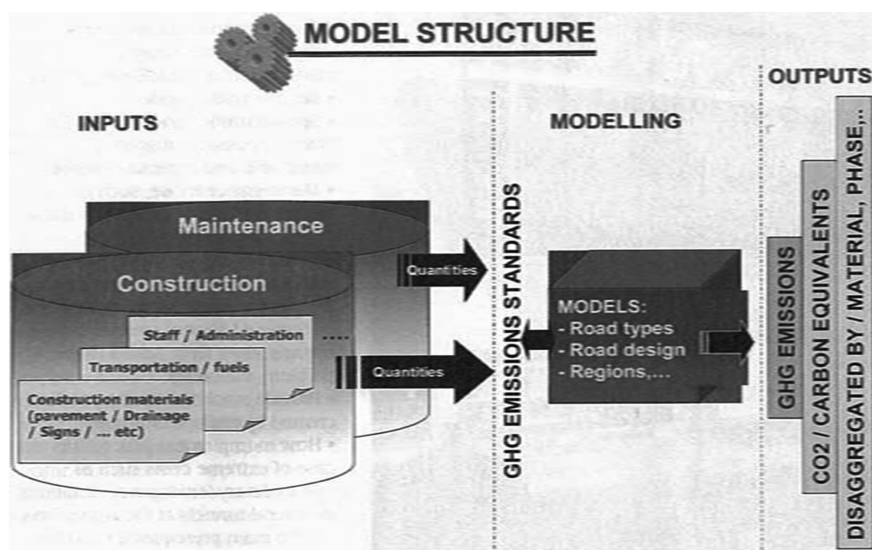 MODEL STRUCTURE
INPUTS
MODELLING
OUTPUTS
Maintenance
Construction
Staff / Administration ....
Transportation / fuels
Construction materials
(pavement / Drainage
/ Signs / ... etc)
Quantities
Quantities
GHG EMISSIONS STANDARDS
MODELS:
- Road types
- Road design
- Regions,...
GHG EMISSIONS
CO2 / CARBON EQUIVALENTS
DISAGGREGATED BY / MATERIAL, PHASE,..